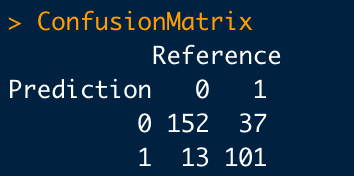 > ConfusionMatrix
Reference
Prediction 0 1
0 152 37
1 13 101